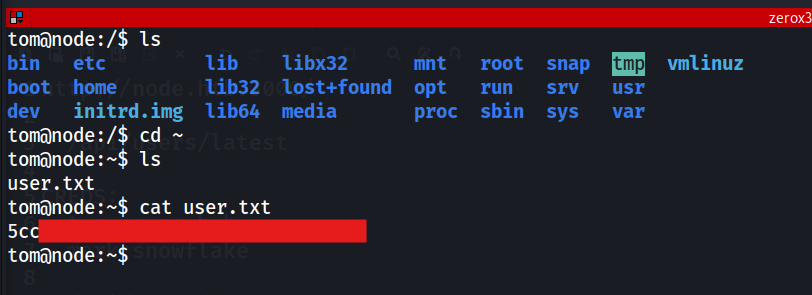 zerox3
tom@node:/$ ls
bin etc lib libx32 mnt root snap tmp vmlinuz
boot home lib32 lost+found opt run srv usr
dev initrd.img lib64 media proc sbin sys var
tom@node:/$ cd ~
tom@node:~$ ls
user.txt
tom@node:~$ cat user.txt
5cc
tom@node:~$